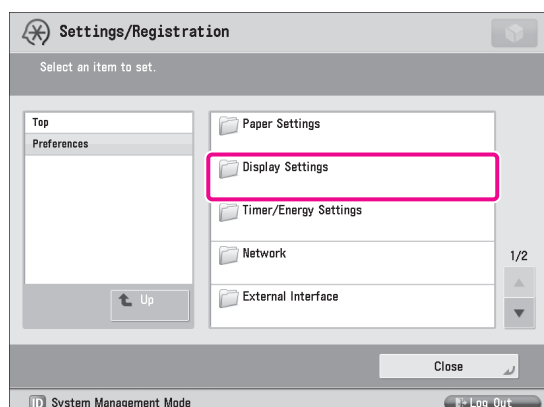 Settings/Registration
Select an item to set.
Top
Preferences
Up
Paper Settings
Display Settings
Timer/Energy Settings
Network
External Interface
1/2
Close
ID System Management Mode
Log Out